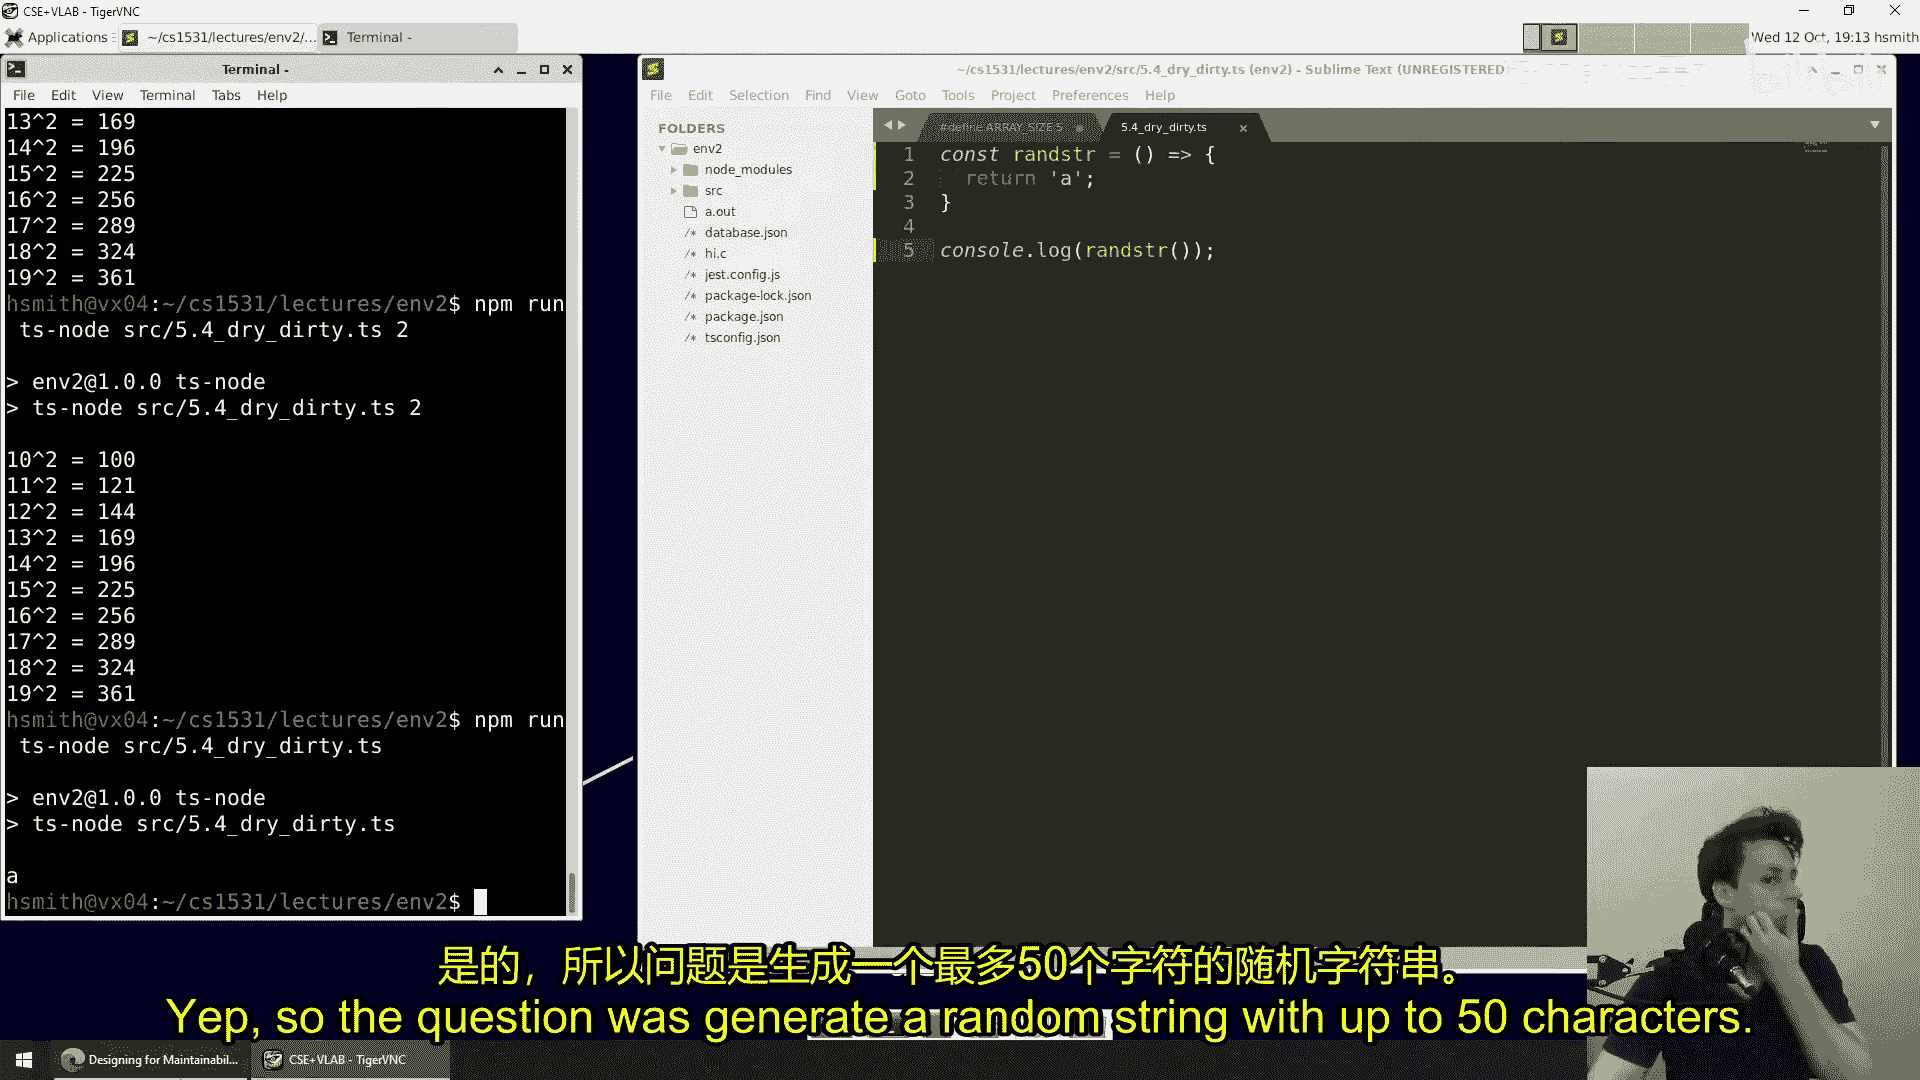 CSE+VLAB - TigerVNC
Applications
~/cs1531/lectures/env2/...
Terminal -
Wed 12 Oct, 19:13 hsmith
Terminal -
File Edit View Terminal Tabs Help
13^2 = 169
14^2 = 196
15^2 = 225
16^2 = 256
17^2 = 289
18^2 = 324
19^2 = 361
hsmith@vx04:~/cs1531/lectures/env2$ npm run
ts-node src/5.4_dry_dirty.ts 2
> env2@1.0.0 ts-node
> ts-node src/5.4_dry_dirty.ts 2
10^2 = 100
11^2 = 121
12^2 = 144
13^2 = 169
14^2 = 196
15^2 = 225
16^2 = 256
17^2 = 289
18^2 = 324
19^2 = 361
hsmith@vx04:~/cs1531/lectures/env2$ npm run
ts-node src/5.4_dry_dirty.ts
> env2@1.0.0 ts-node
> ts-node src/5.4_dry_dirty.ts
a
hsmith@vx04:~/cs1531/lectures/env2$
~/cs1531/lectures/env2/src/5.4_dry_dirty.ts (env2) - Sublime Text (UNREGISTERED
File Edit Selection Find View Goto Tools Project Preferences Help
FOLDERS
env2
node_modules
src
a.out
/* database.json
/* hi.c
/* jest.config.js
/* package-lock.json
/* package.json
/* tsconfig.json
#define ARRAY_SIZE 5
5.4_dry_dirty.ts
1 const randstr = () => {
2 return 'a';
3 }
4
5 console.log(randstr());
是的，所以问题是生成一个最多50个字符的随机字符串。
Yep, so the question was generate a random string with up to 50 characters.
Designing for Maintainabil...
CSE+VLAB - TigerVNC